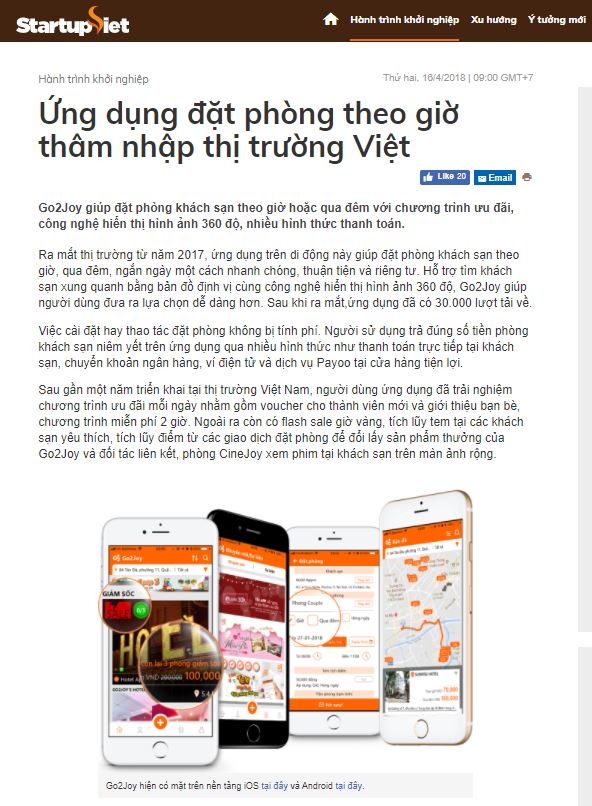 StartupViet
Hành trình khởi nghiệp Xu hướng Ý tưởng mới
Hành trình khởi nghiệp
Thứ hai, 16/4/2018 | 09:00 GMT+7
Ứng dụng đặt phòng theo giờ
thâm nhập thị trường Việt
Like 20
Email
Go2Joy giúp đặt phòng khách sạn theo giờ hoặc qua đêm với chương trình ưu đãi,
công nghệ hiển thị hình ảnh 360 độ, nhiều hình thức thanh toán.
Ra mắt thị trường từ năm 2017, ứng dụng trên di động này giúp đặt phòng khách sạn theo
giờ, qua đêm, ngắn ngày một cách nhanh chóng, thuận tiện và riêng tư. Hỗ trợ tìm khách
sạn xung quanh bằng bản đồ định vị cùng công nghệ hiển thị hình ảnh 360 độ, Go2Joy giúp
người dùng đưa ra lựa chọn dễ dàng hơn. Sau khi ra mắt,ứng dụng đã có 30.000 lượt tải về.
Việc cài đặt hay thao tác đặt phòng không bị tính phí. Người sử dụng trả đúng số tiền phòng
khách sạn niêm yết trên ứng dụng qua nhiều hình thức như thanh toán trực tiếp tại khách
sạn, chuyển khoản ngân hàng, ví điện tử và dịch vụ Payoo tại cửa hàng tiện lợi.
Sau gần một năm triển khai tại thị trường Việt Nam, người dùng ứng dụng đã trải nghiệm
chương trình ưu đãi mỗi ngày nhằm gồm voucher cho thành viên mới và giới thiệu bạn bè,
chương trình miễn phí 2 giờ. Ngoài ra còn có flash sale giờ vàng, tích lũy tem tại các khách
sạn yêu thích, tích lũy điểm từ các giao dịch đặt phòng để đổi lấy sản phẩm thưởng của
Go2Joy và đối tác liên kết, phòng CineJoy xem phim tại khách sạn trên màn ảnh rộng.
Go2Joy
GIẢM SỐC
0/3
HOTEL
Còn lại 3 phòng giảm sốc
VND 200,000 100,000
Đặt phòng
Phòng Couple
Giờ Qua đêm
27-01-2018
Bản đồ
SUNRISE HOTEL
70,000
100,000
Go2Joy hiện có mặt trên nền tảng iOS tại đây và Android tại đây.